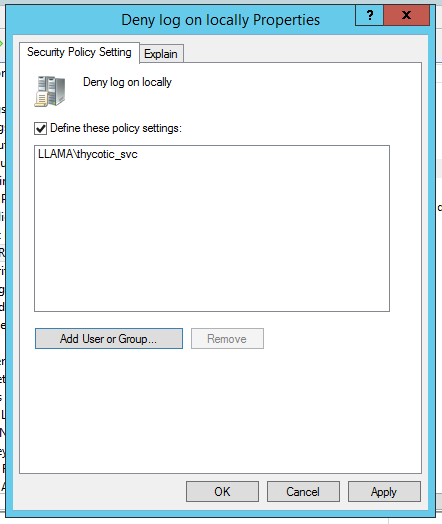 Deny log on locally Properties
?
x
Security Policy Setting
Explain
Deny log on locally
Define these policy settings:
LLAMA\thycotic_svc
Add User or Group...
Remove
OK
Cancel
Apply